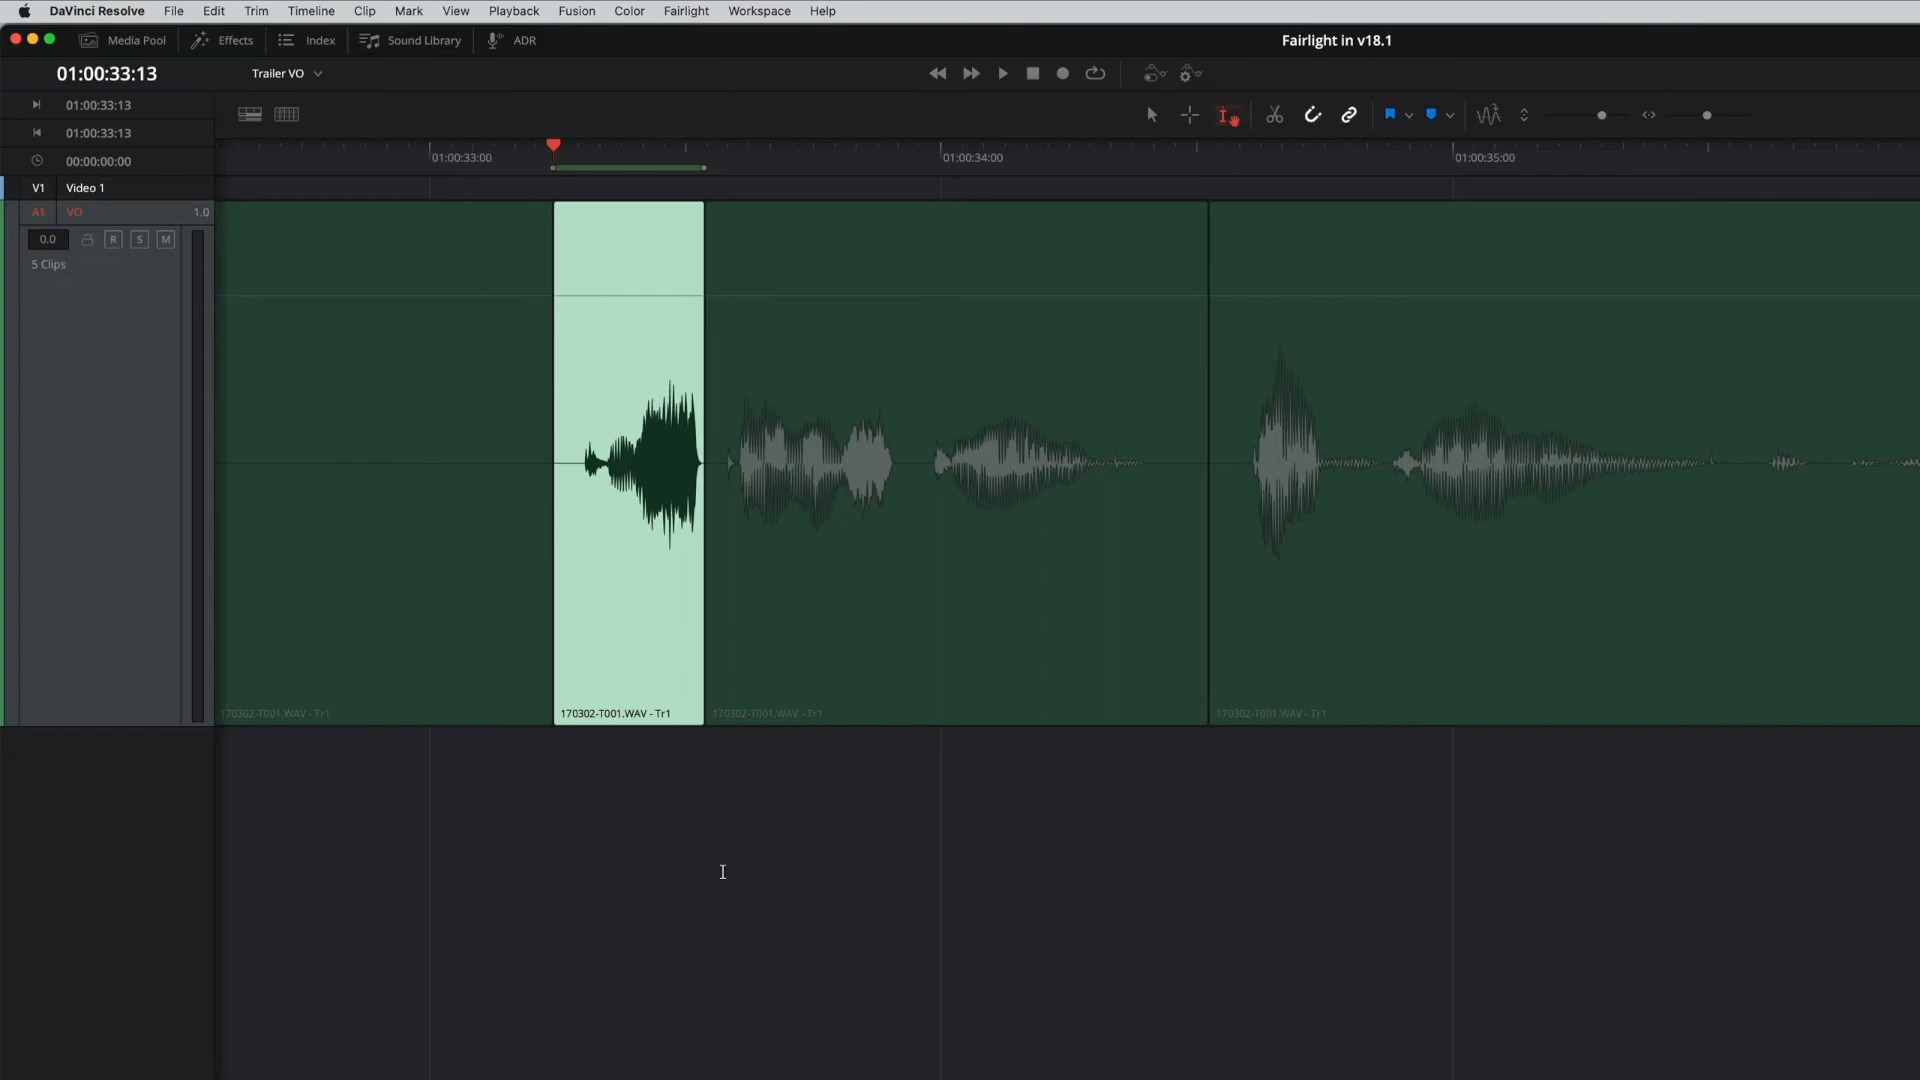 DaVinci Resolve File Edit Trim Timeline Clip Mark View Playback Fusion Color Fairlight Workspace Help
Media Pool Effects Index Sound Library ADR Fairlight in v18.1
01:00:33:13 Trailer VO
01:00:33:13
01:00:33:13
01:00:33:00 01:00:34:00 01:00:35:00
00:00:00:00
V1 Video 1
A1 VO 1.0
0.0 R S M
5 Clips
170302-T001.WAV - Tr1 170302-T001.WAV - Tr1 170302-T001.WAV - Tr1 170302-T001.WAV - Tr1